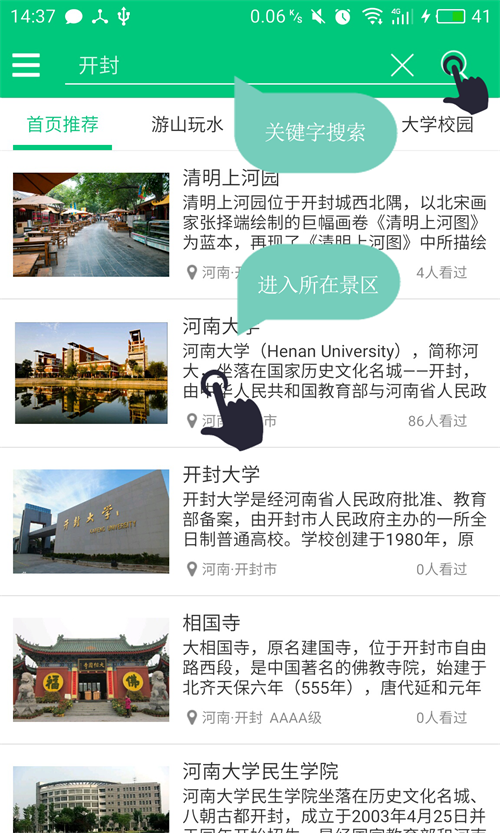 14:37
0.06 K/s
4G
41
开封
首页推荐
游山玩水
大学校园
关键字搜索
清明上河园
清明上河园位于开封城西北隅，以北宋画
家张择端绘制的巨幅画卷《清明上河图》
为蓝本，再现了《清明上河图》中所描绘
河南·开
4人看过
进入所在景区
河南大学
河南大学（Henan University），简称河
大，坐落在国家历史文化名城——开封，
由中华人民共和国教育部与河南省人民政
河南
市
86人看过
开封大学
开封大学是经河南省人民政府批准、教育
部备案，由开封市人民政府主办的一所全
日制普通高校。学校创建于1980年，原
河南·开封市
0人看过
开封大学
相国寺
大相国寺，原名建国寺，位于开封市自由
路西段，是中国著名的佛教寺院，始建于
北齐天保六年（555年），唐代延和元年
河南·开封 AAAA级
0人看过
福
佛
河南大学民生学院
河南大学民生学院坐落在历史文化名城、
八朝古都开封，成立于2003年4月25日并